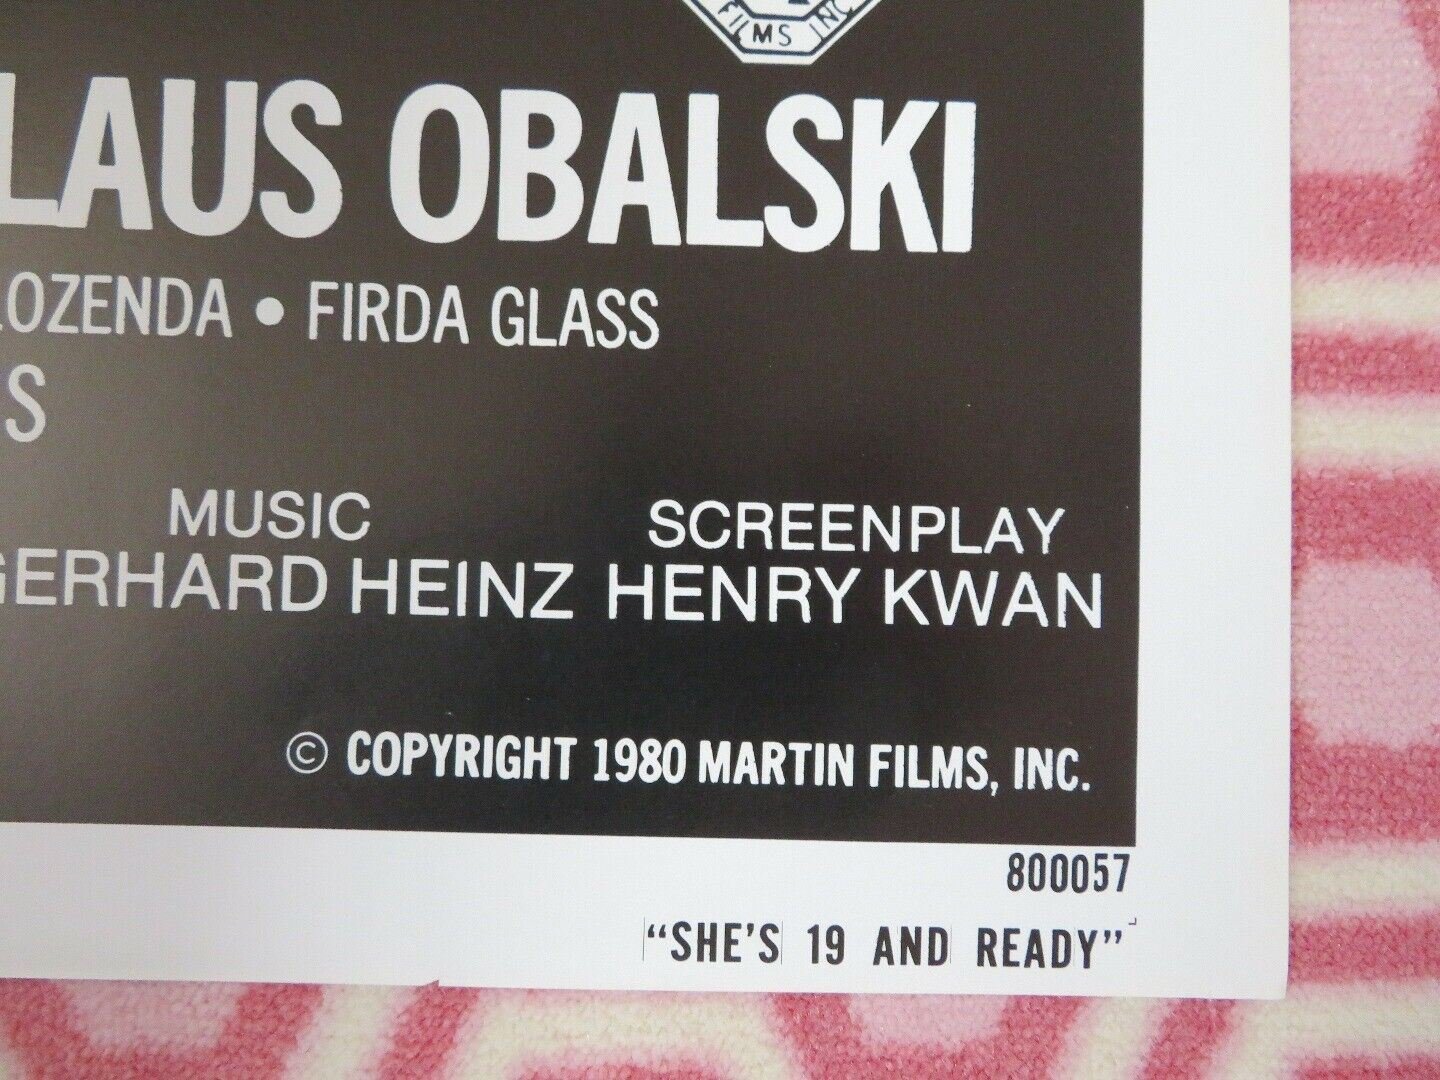 FILMS INC
LAUS OBALSKI
LOZENDA • FIRDA GLASS
S
MUSIC SCREENPLAY
GERHARD HEINZ HENRY KWAN
© COPYRIGHT 1980 MARTIN FILMS, INC.
800057
“SHE’S 19 AND READY”